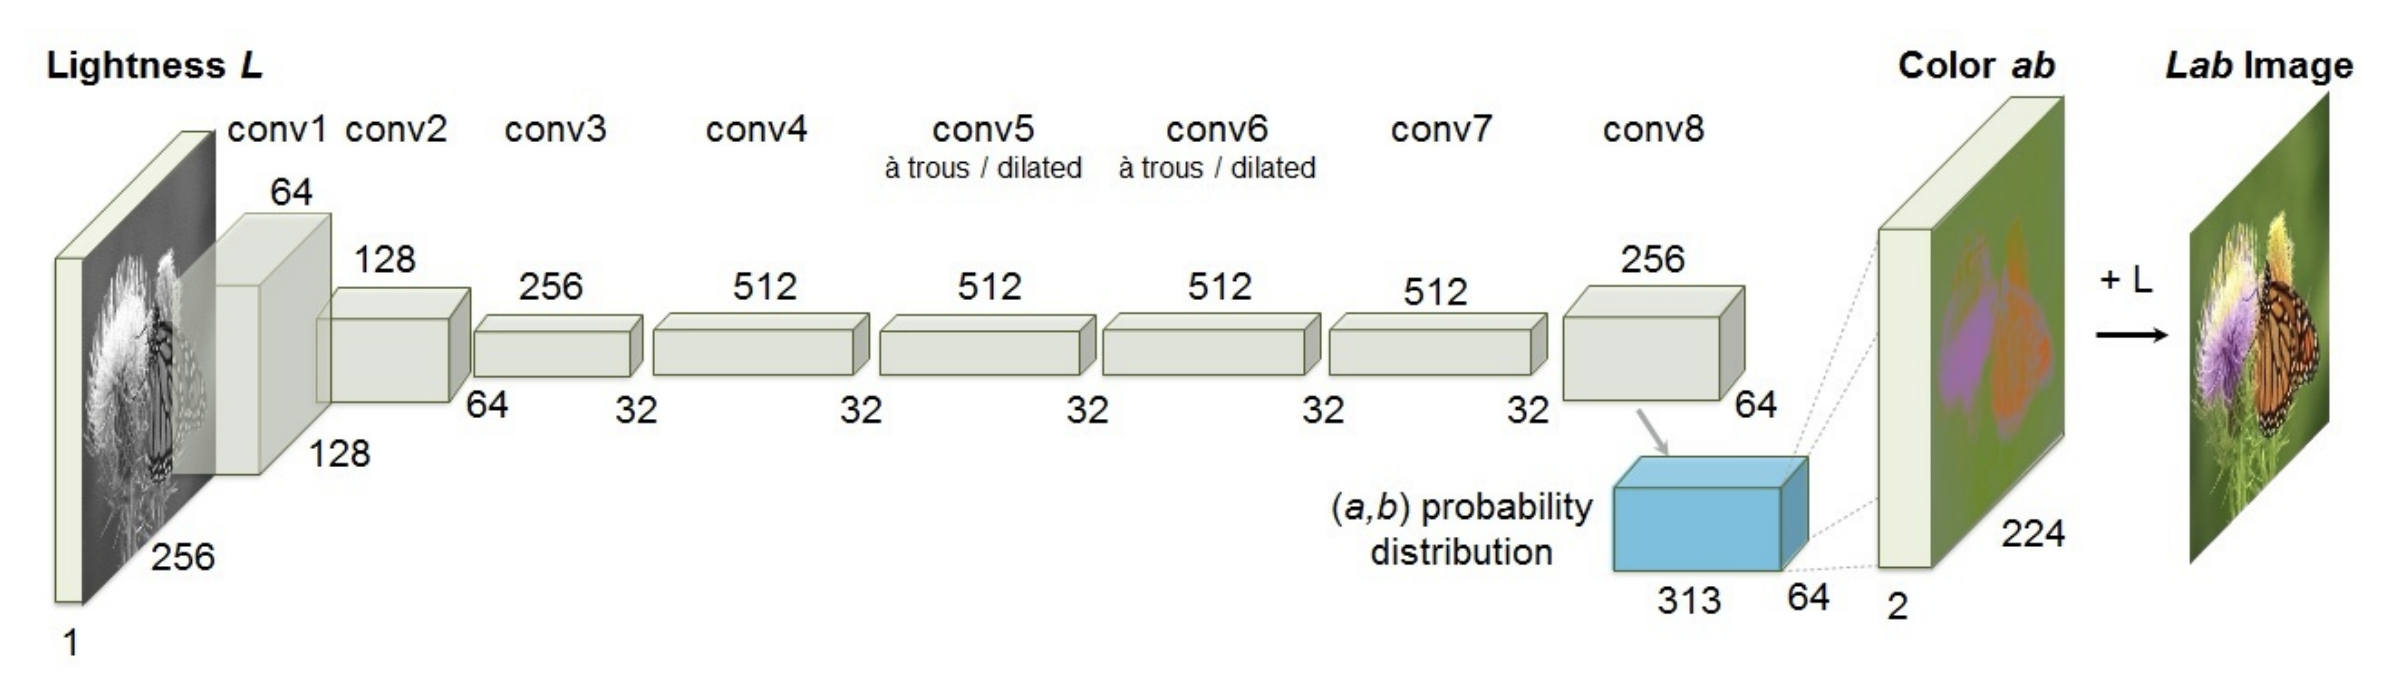 Lightness L
Color ab
Lab Image
conv1
conv2
conv3
conv4
conv5
à trous / dilated
conv6
à trous / dilated
conv7
conv8
64
128
256
512
512
512
512
256
128
64
32
32
32
32
32
64
256
1
(a,b) probability
distribution
313
64
2
224
+ L